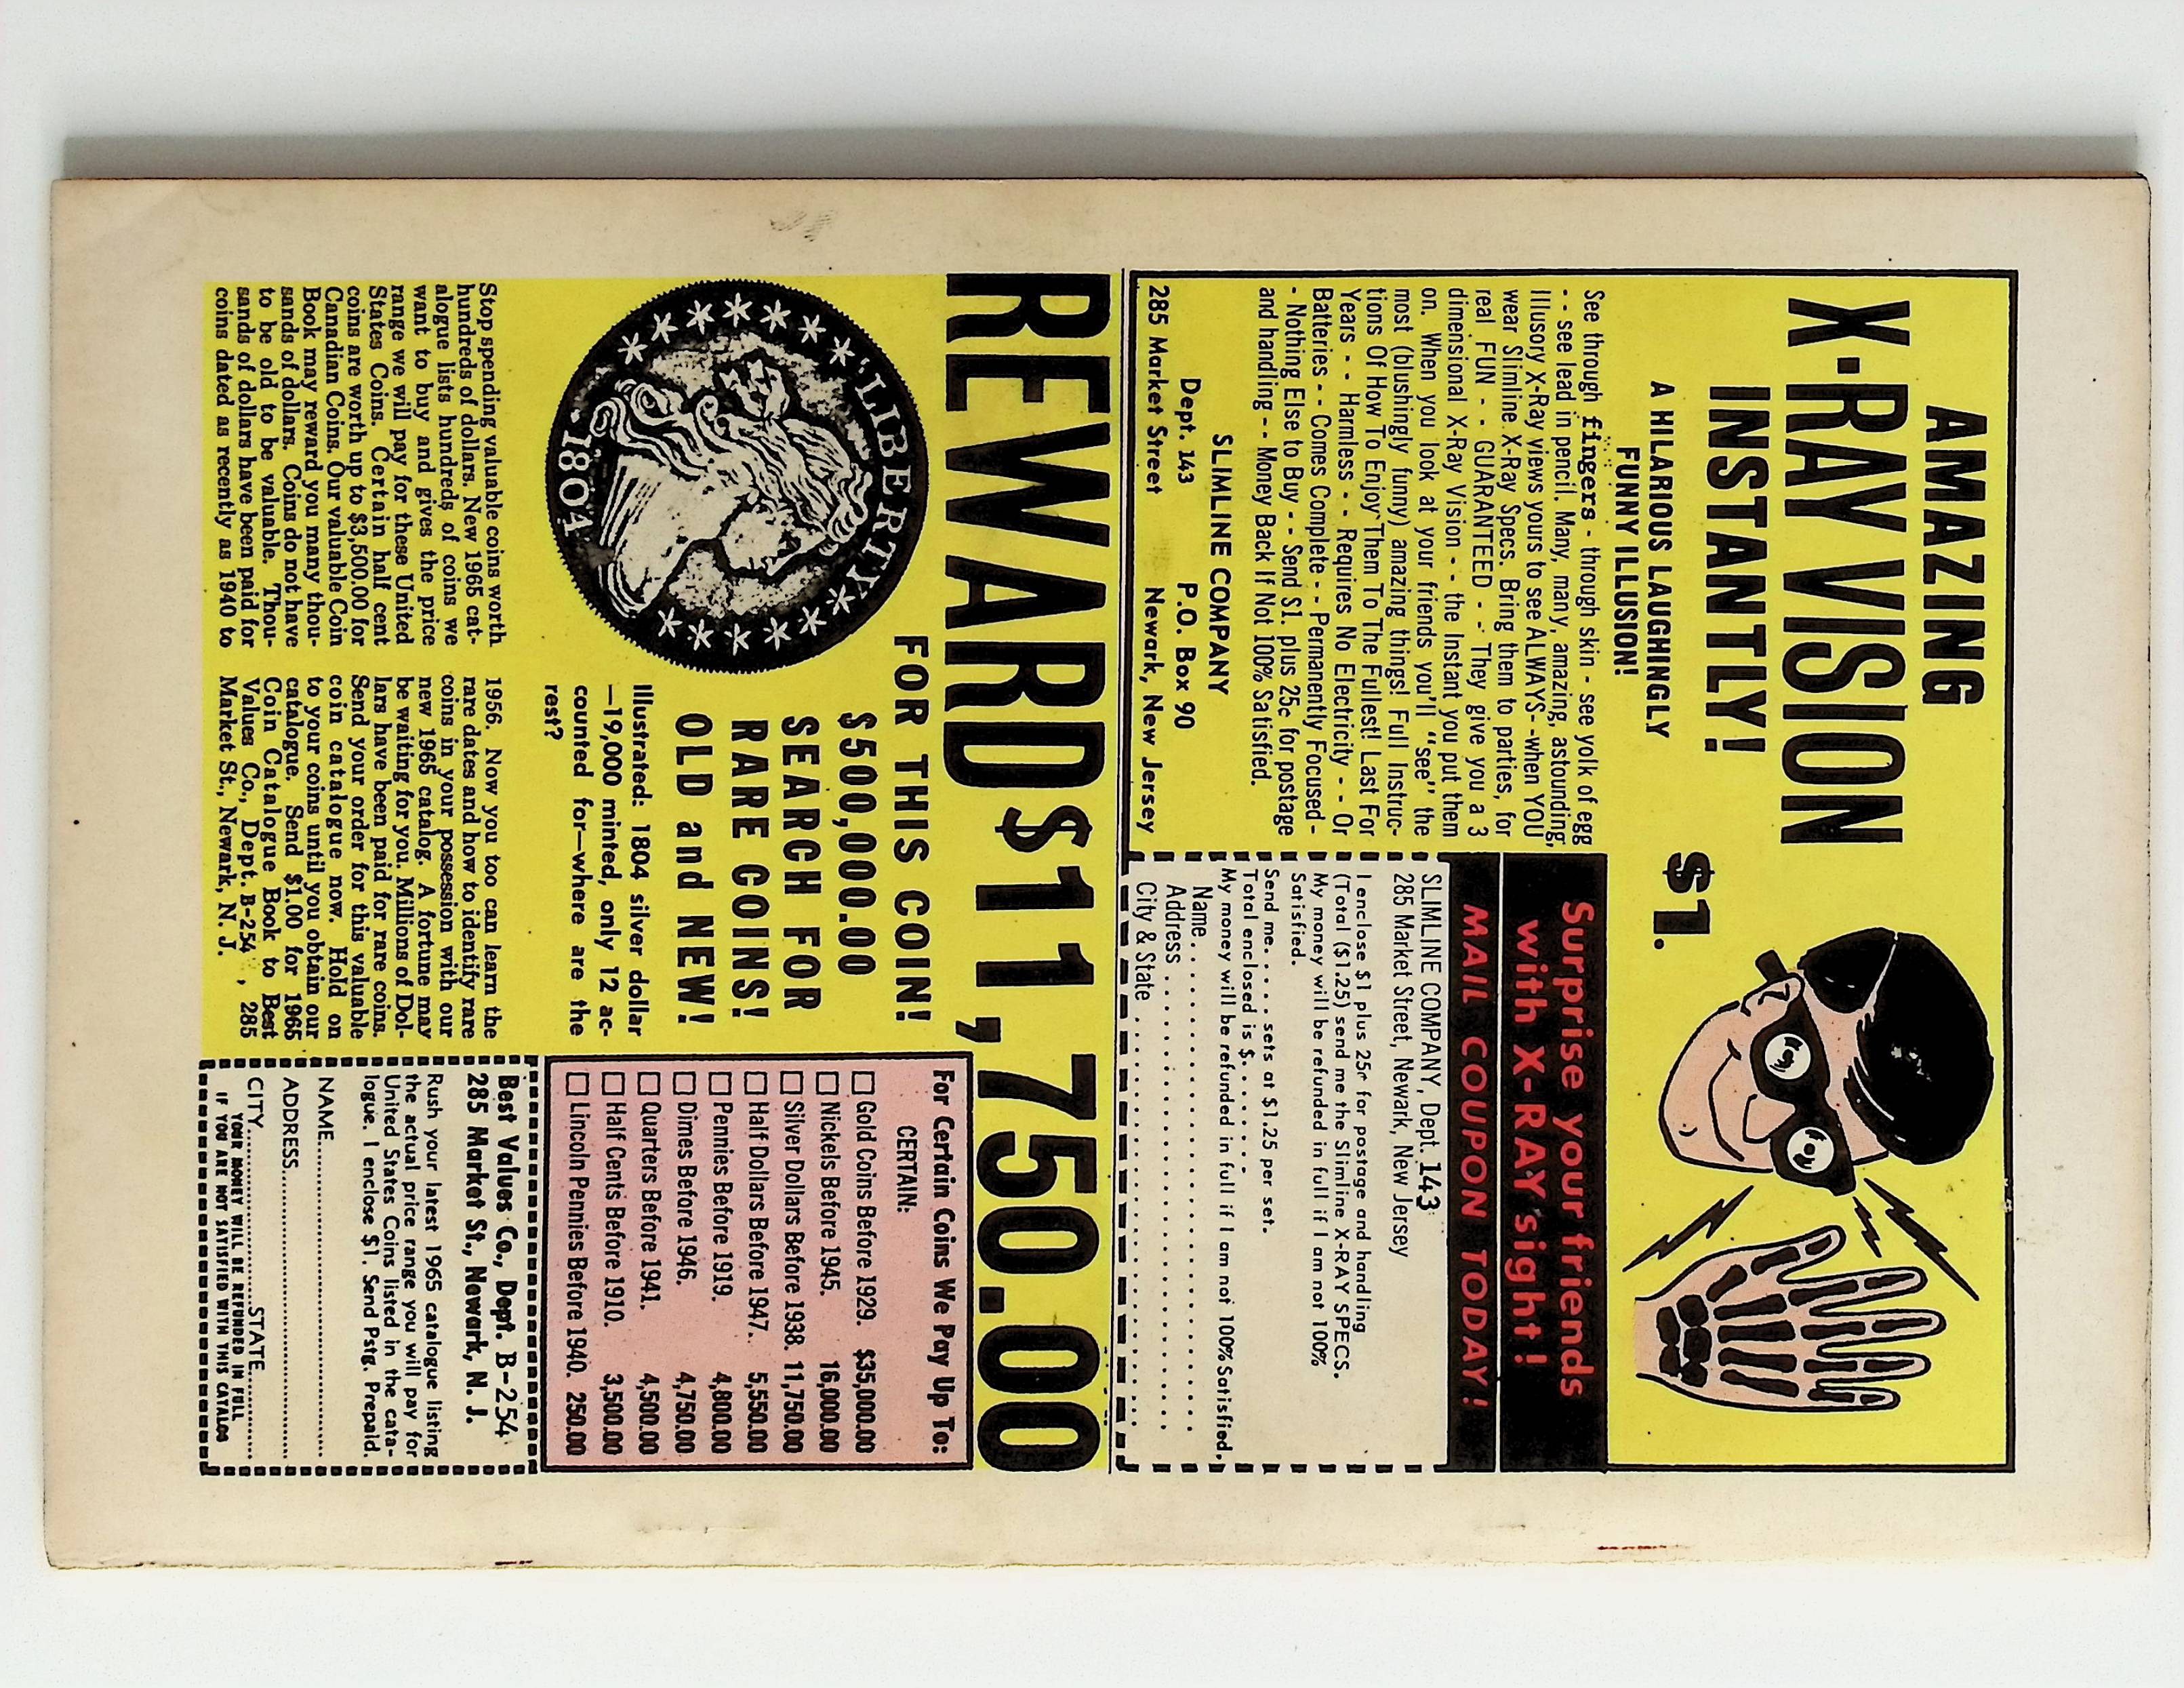 AMAZING
X-RAY VISION
INSTANTLY!
A HILARIOUS LAUGHINGLY
FUNNY ILLUSION!
$1.
See through fingers - through skin - see yolk of egg
-- see lead in pencil. Many, many, amazing, astounding,
Illusory X-Ray views yours to see ALWAYS--when YOU
wear Slimline X-Ray Specs. Bring them to parties, for
real FUN -- GUARANTEED -- They give you a 3
dimensional X-Ray Vision -- the Instant you put them
on. When you look at your friends you'll "see" the
most (blushingly funny) amazing things! Full Instruc-
tions Of How To Enjoy Them To The Fullest! Last For
Years -- Harmless -- Requires No Electricity -- Or
Batteries -- Comes Complete -- Permanently Focused -
- Nothing Else to Buy -- Send $1. plus 25c for postage
and handling -- Money Back If Not 100% Satisfied.
SLIMLINE COMPANY
Dept. 143 P.O. Box 90
285 Market Street Newark, New Jersey
Surprise your friends
with X-RAY sight!
MAIL COUPON TODAY!
SLIMLINE COMPANY, Dept. 143
285 Market Street, Newark, New Jersey
I enclose $1 plus 25c for postage and handling
(Total ($1.25) send me the Slimline X-RAY SPECS.
My money will be refunded in full if I am not 100%
Satisfied.
Send me..... sets at $1.25 per set.
Total enclosed is $.......
My money will be refunded in full if I am not 100% Satisfied.
Name....................
Address....................
City & State....................
REWARD $11,750.00
FOR THIS COIN!
$500,000.00
SEARCH FOR
RARE COINS!
OLD and NEW!
LIBERTY
1804
Illustrated: 1804 silver dollar
—19,000 minted, only 12 ac-
counted for—where are the
rest?
Stop spending valuable coins worth
hundreds of dollars. New 1965 cat-
alogue lists hundreds of coins we
want to buy and gives the price
range we will pay for these United
States Coins. Certain half cent
coins are worth up to $3,500.00 for
Canadian Coins. Our valuable Coin
Book may reward you many thou-
sands of dollars. Coins do not have
to be old to be valuable. Thou-
sands of dollars have been paid for
coins dated as recently as 1940 to
1956. Now you too can learn the
rare dates and how to identify rare
coins in your possession with our
new 1965 catalog. A fortune may
be waiting for you. Millions of Dol-
lars have been paid for rare coins.
Send your order for this valuable
coin catalogue now. Hold on
to your coins until you obtain our
catalogue. Send $1.00 for 1965
Coin Catalogue Book to Best
Values Co., Dept. B-254, 285
Market St., Newark, N. J.
For Certain Coins We Pay Up To:
CERTAIN:
Gold Coins Before 1929. $35,000.00
Nickels Before 1945. 16,000.00
Silver Dollars Before 1938. 11,750.00
Half Dollars Before 1947. 5,550.00
Pennies Before 1919. 4,800.00
Dimes Before 1946. 4,750.00
Quarters Before 1941. 4,500.00
Half Cents Before 1910. 3,500.00
Lincoln Pennies Before 1940. 250.00
Best Values Co., Dept. B-254
285 Market St., Newark, N. J.
Rush your latest 1965 catalogue listing
the actual price range you will pay for
United States Coins listed in the cata-
logue. I enclose $1. Send Pstg. Prepaid.
NAME....................
ADDRESS....................
CITY....................STATE....................
YOUR MONEY WILL BE REFUNDED IN FULL
IF YOU ARE NOT SATISFIED WITH THIS CATALOG